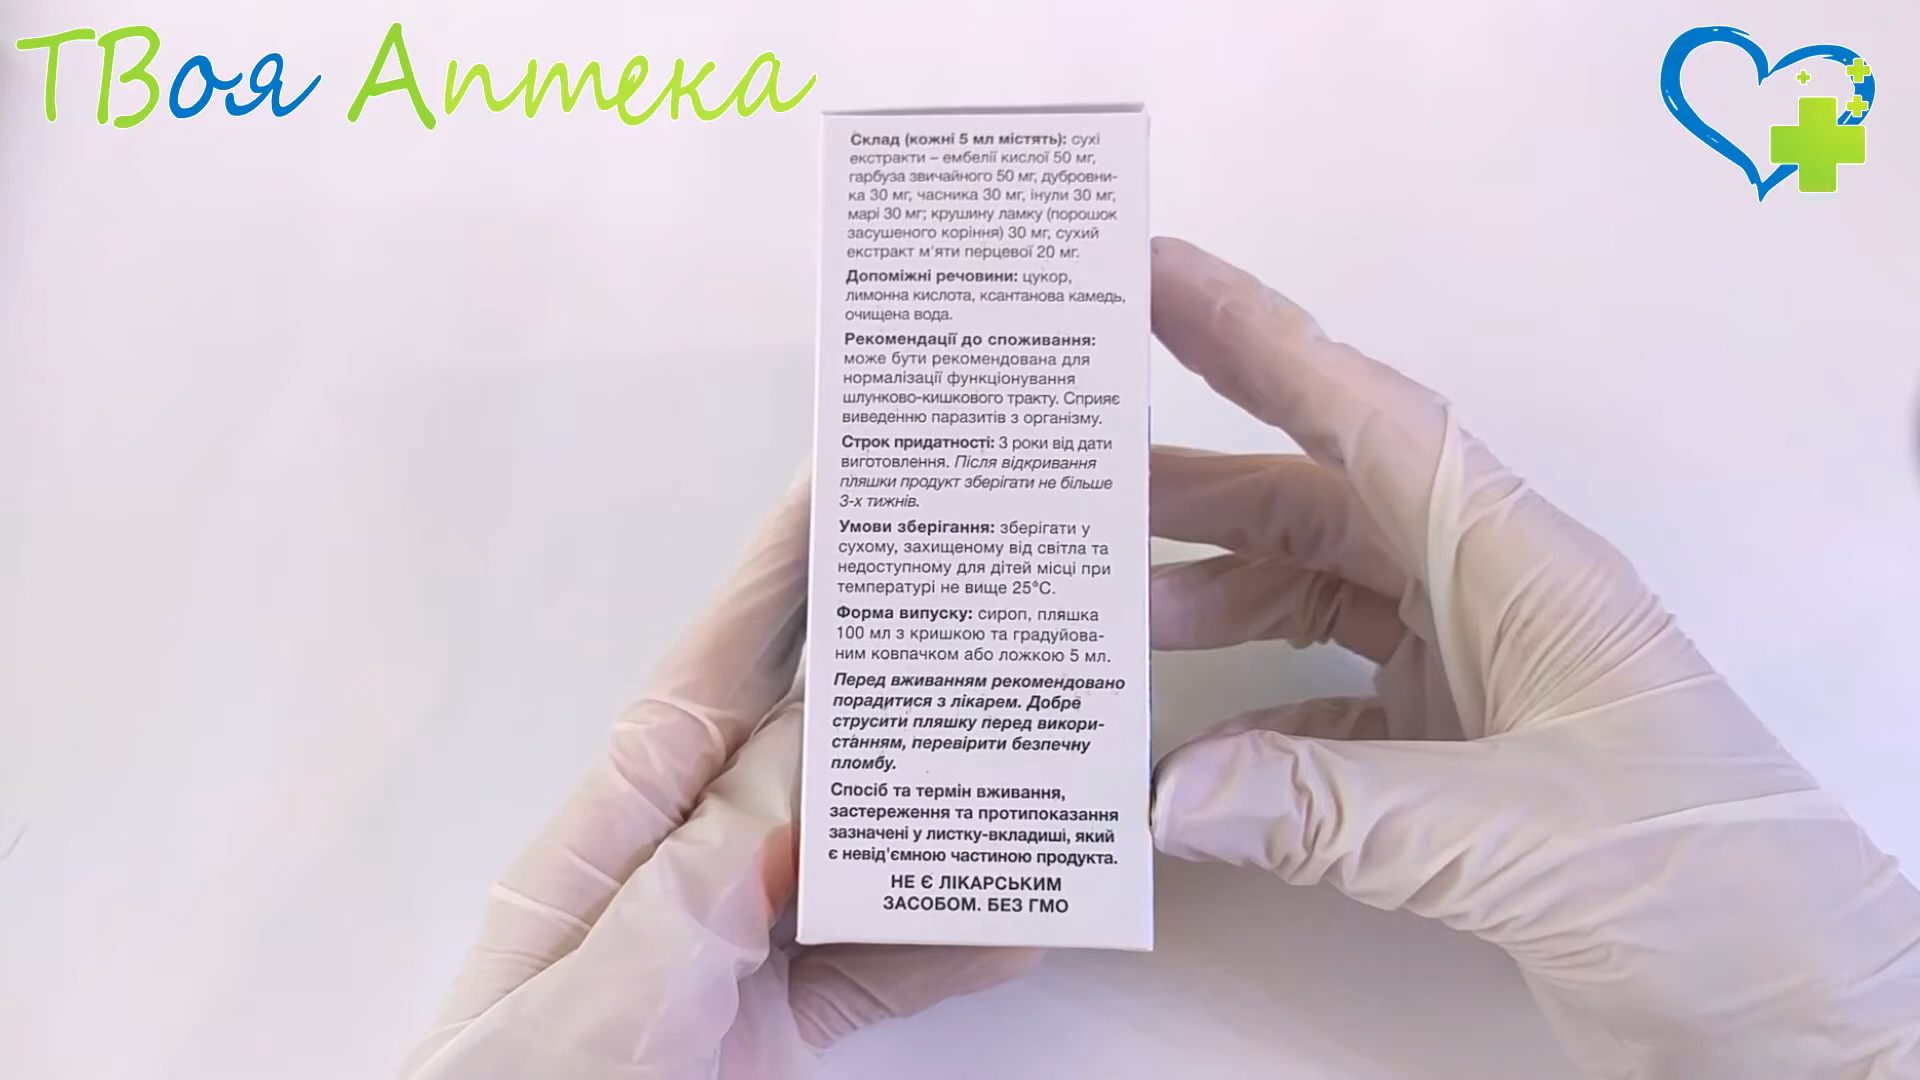 ТВоя Аптека
Склад (кожні 5 мл містять): сухі
екстракти – ембелії кислої 50 мг,
гарбуза звичайного 50 мг, дубровни-
ка 30 мг, часника 30 мг, інули 30 мг,
марі 30 мг; крушину ламку (порошок
засушеного коріння) 30 мг, сухий
екстракт м'яти перцевої 20 мг.
Допоміжні речовини: цукор,
лимонна кислота, ксантанова камедь,
очищена вода.
Рекомендації до споживання:
може бути рекомендована для
нормалізації функціонування
шлунково-кишкового тракту. Сприяє
виведенню паразитів з організму.
Строк придатності: 3 роки від дати
виготовлення. Після відкривання
пляшки продукт зберігати не більше
3-х тижнів.
Умови зберігання: зберігати у
сухому, захищеному від світла та
недоступному для дітей місці при
температурі не вище 25°С.
Форма випуску: сироп, пляшка
100 мл з кришкою та градуйова-
ним ковпачком або ложкою 5 мл.
Перед вживанням рекомендовано
порадитися з лікарем. Добре
струсити пляшку перед викори-
станням, перевірити безпечну
пломбу.
Спосіб та термін вживання,
застереження та протипоказання
зазначені у листку-вкладиші, який
є невід'ємною частиною продукта.
НЕ Є ЛІКАРСЬКИМ
ЗАСОБОМ. БЕЗ ГМО